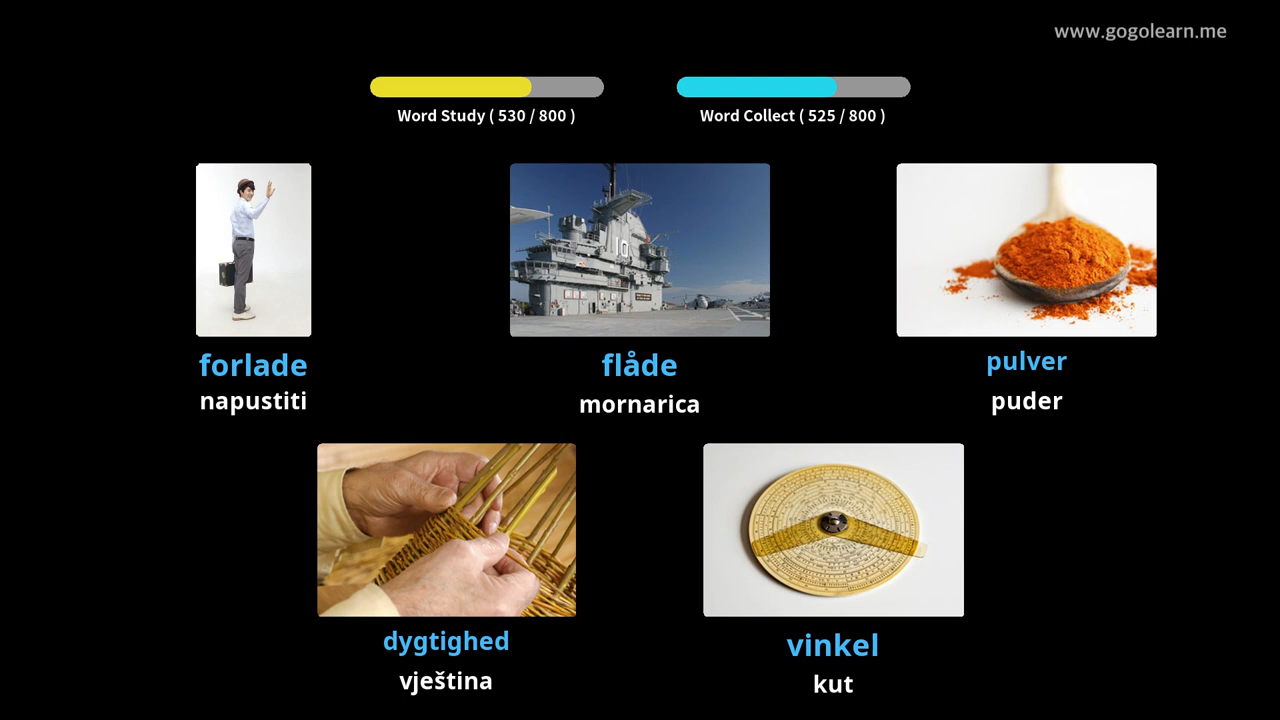 www.gogolearn.me
Word Study ( 530 / 800 )
Word Collect ( 525 / 800 )
forlade
napustiti
flåde
mornarica
pulver
puder
dygtighed
vještina
vinkel
kut